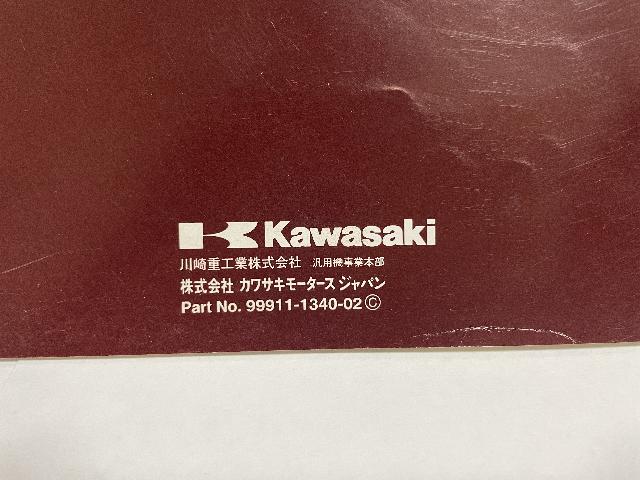 Kawasaki
川崎重工業株式会社 汎用機事業本部
株式会社 カワサキモータース ジャパン
Part No. 99911-1340-02 Ⓒ